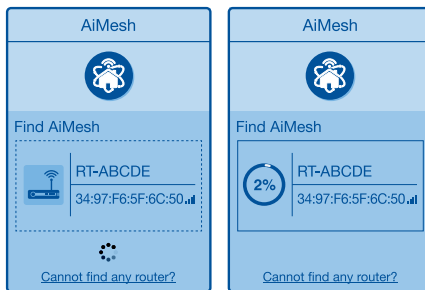 AiMesh
Find AiMesh
RT-ABCDE
34:97:F6:5F:6C:50
Cannot find any router?
AiMesh
Find AiMesh
2%
RT-ABCDE
34:97:F6:5F:6C:50
Cannot find any router?